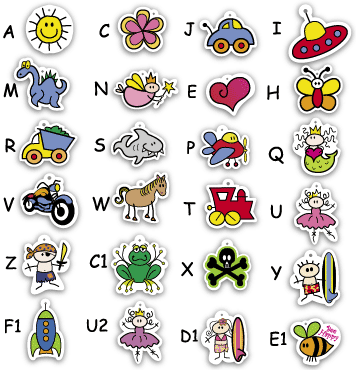 A C J I
M N E H
R S P Q
V W T U
Z C1 X Y
F1 U2 D1 E1